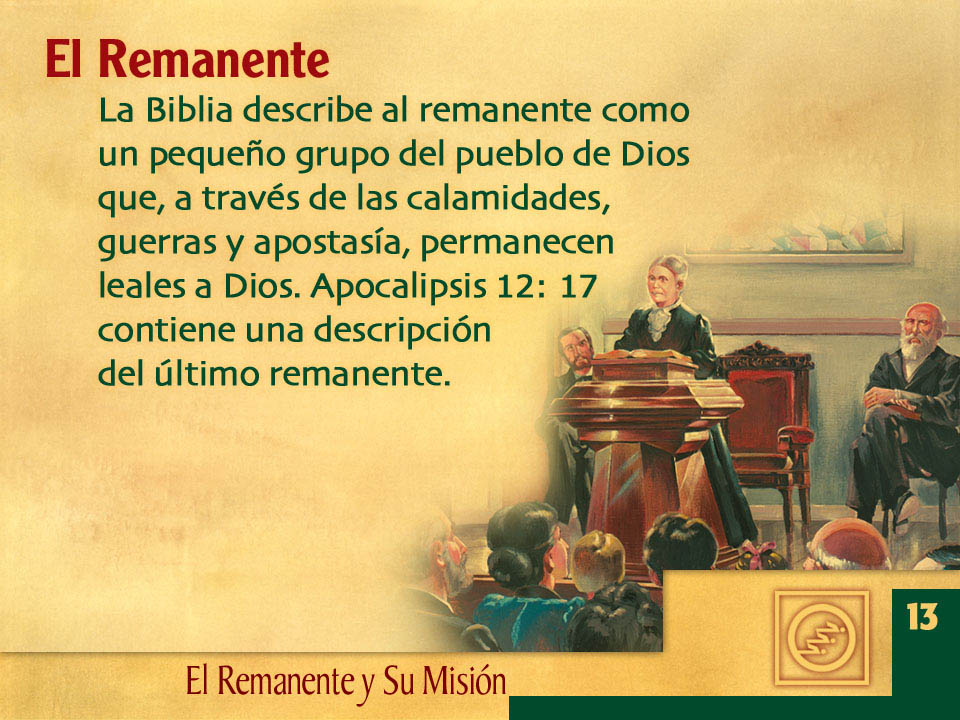 El Remanente
La Biblia describe al remanente como
un pequeño grupo del pueblo de Dios
que, a través de las calamidades,
guerras y apostasía, permanecen
leales a Dios. Apocalipsis 12: 17
contiene una descripción
del último remanente.
13
El Remanente y Su Misión